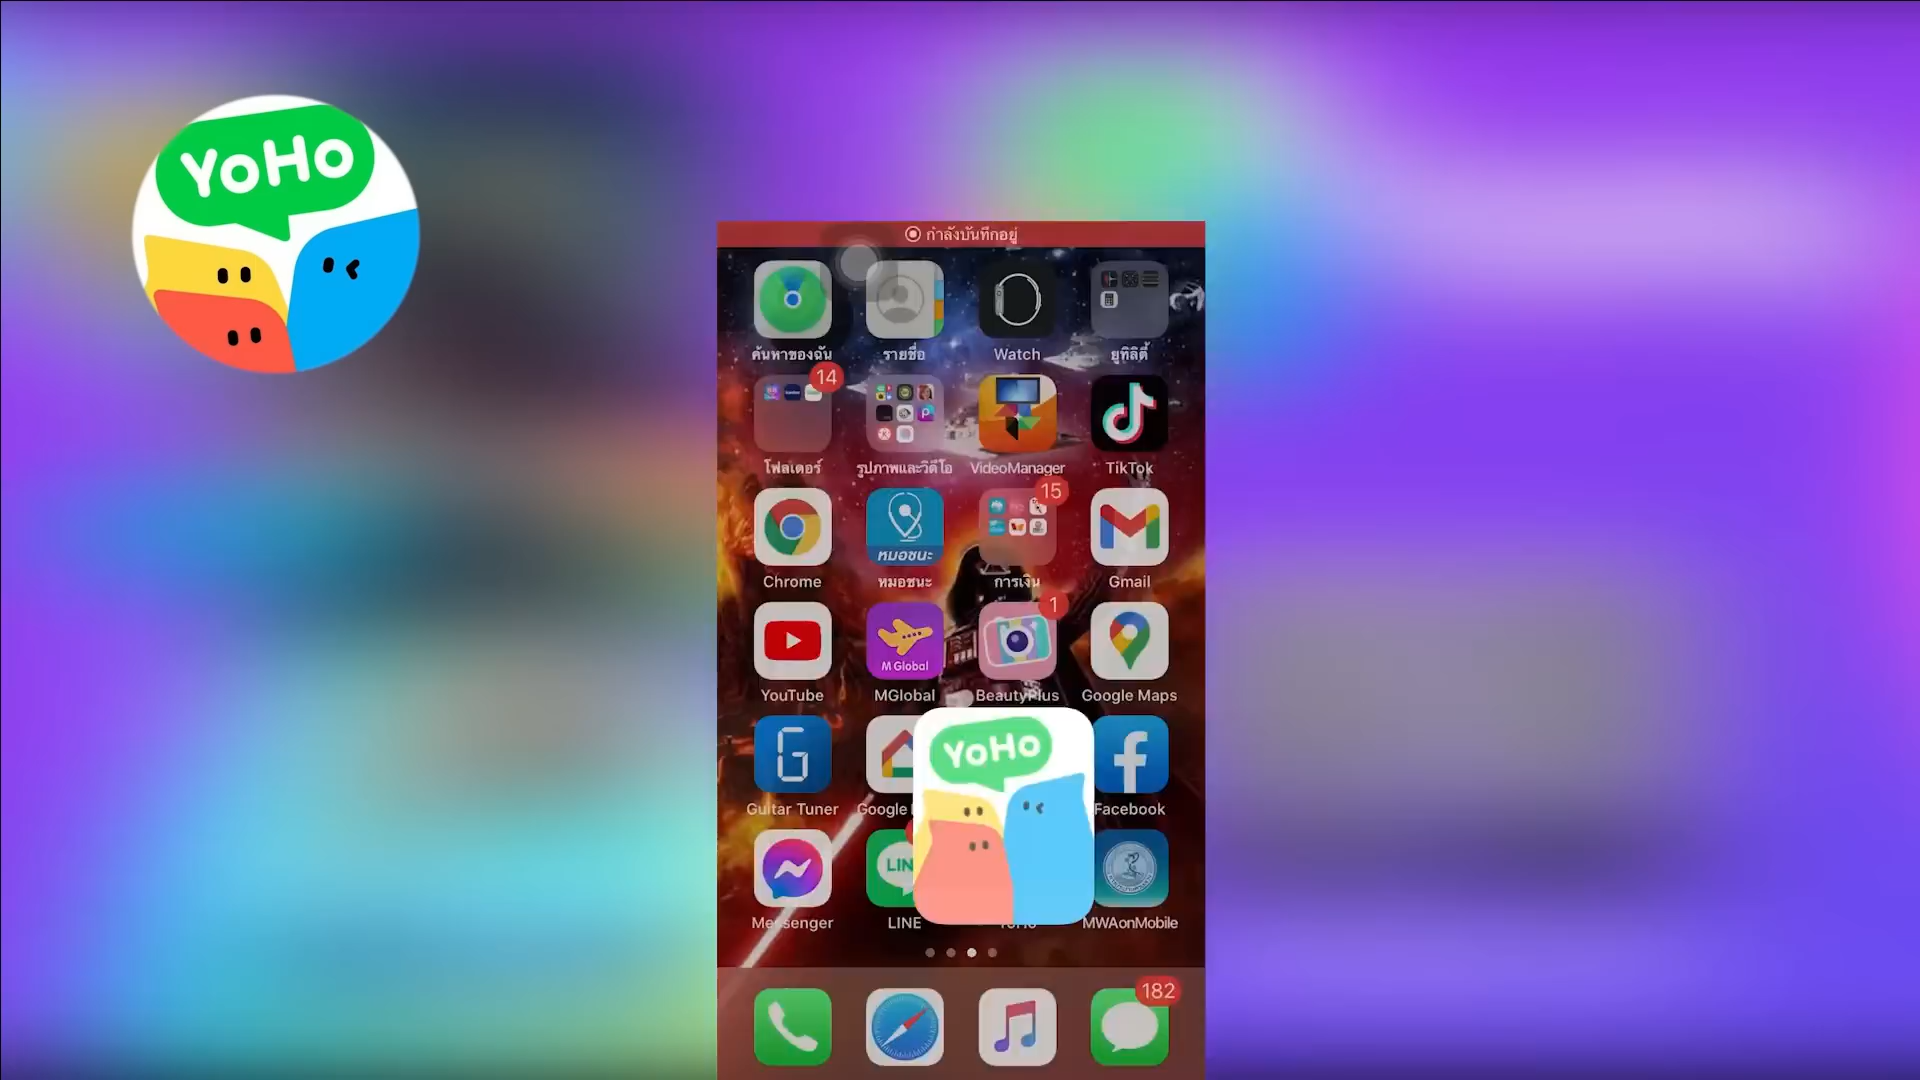 YoHo
กำลังบันทึกอยู่
ค้นหาของฉัน
รายชื่อ
Watch
ยูทิลิตี้
14
โฟลเดอร์
รูปภาพและวิดีโอ
VideoManager
TikTok
หมอชนะ
15
Chrome
หมอชนะ
การเงิน
Gmail
M Global
1
YouTube
MGlobal
BeautyPlus
Google Maps
YoHo
Guitar Tuner
Google
Facebook
LIN
Messenger
LINE
YoHo
MWAonMobile
182